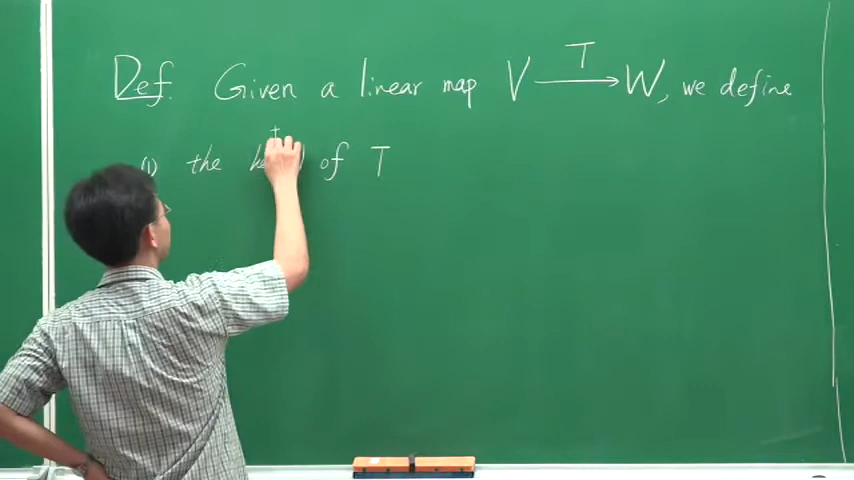 Def. Given a linear map V T→ W, we define
(1) the of T